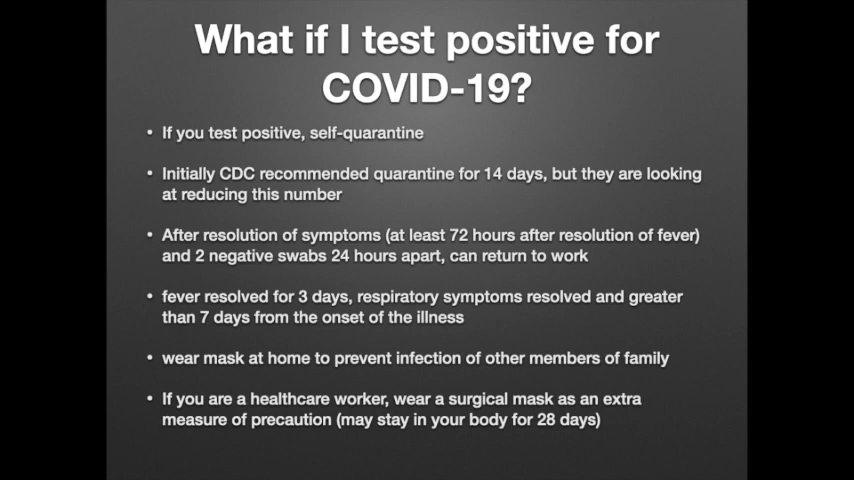 What if I test positive for
COVID-19?
• If you test positive, self-quarantine
• Initially CDC recommended quarantine for 14 days, but they are looking
at reducing this number
• After resolution of symptoms (at least 72 hours after resolution of fever)
and 2 negative swabs 24 hours apart, can return to work
• fever resolved for 3 days, respiratory symptoms resolved and greater
than 7 days from the onset of the illness
• wear mask at home to prevent infection of other members of family
• If you are a healthcare worker, wear a surgical mask as an extra
measure of precaution (may stay in your body for 28 days)